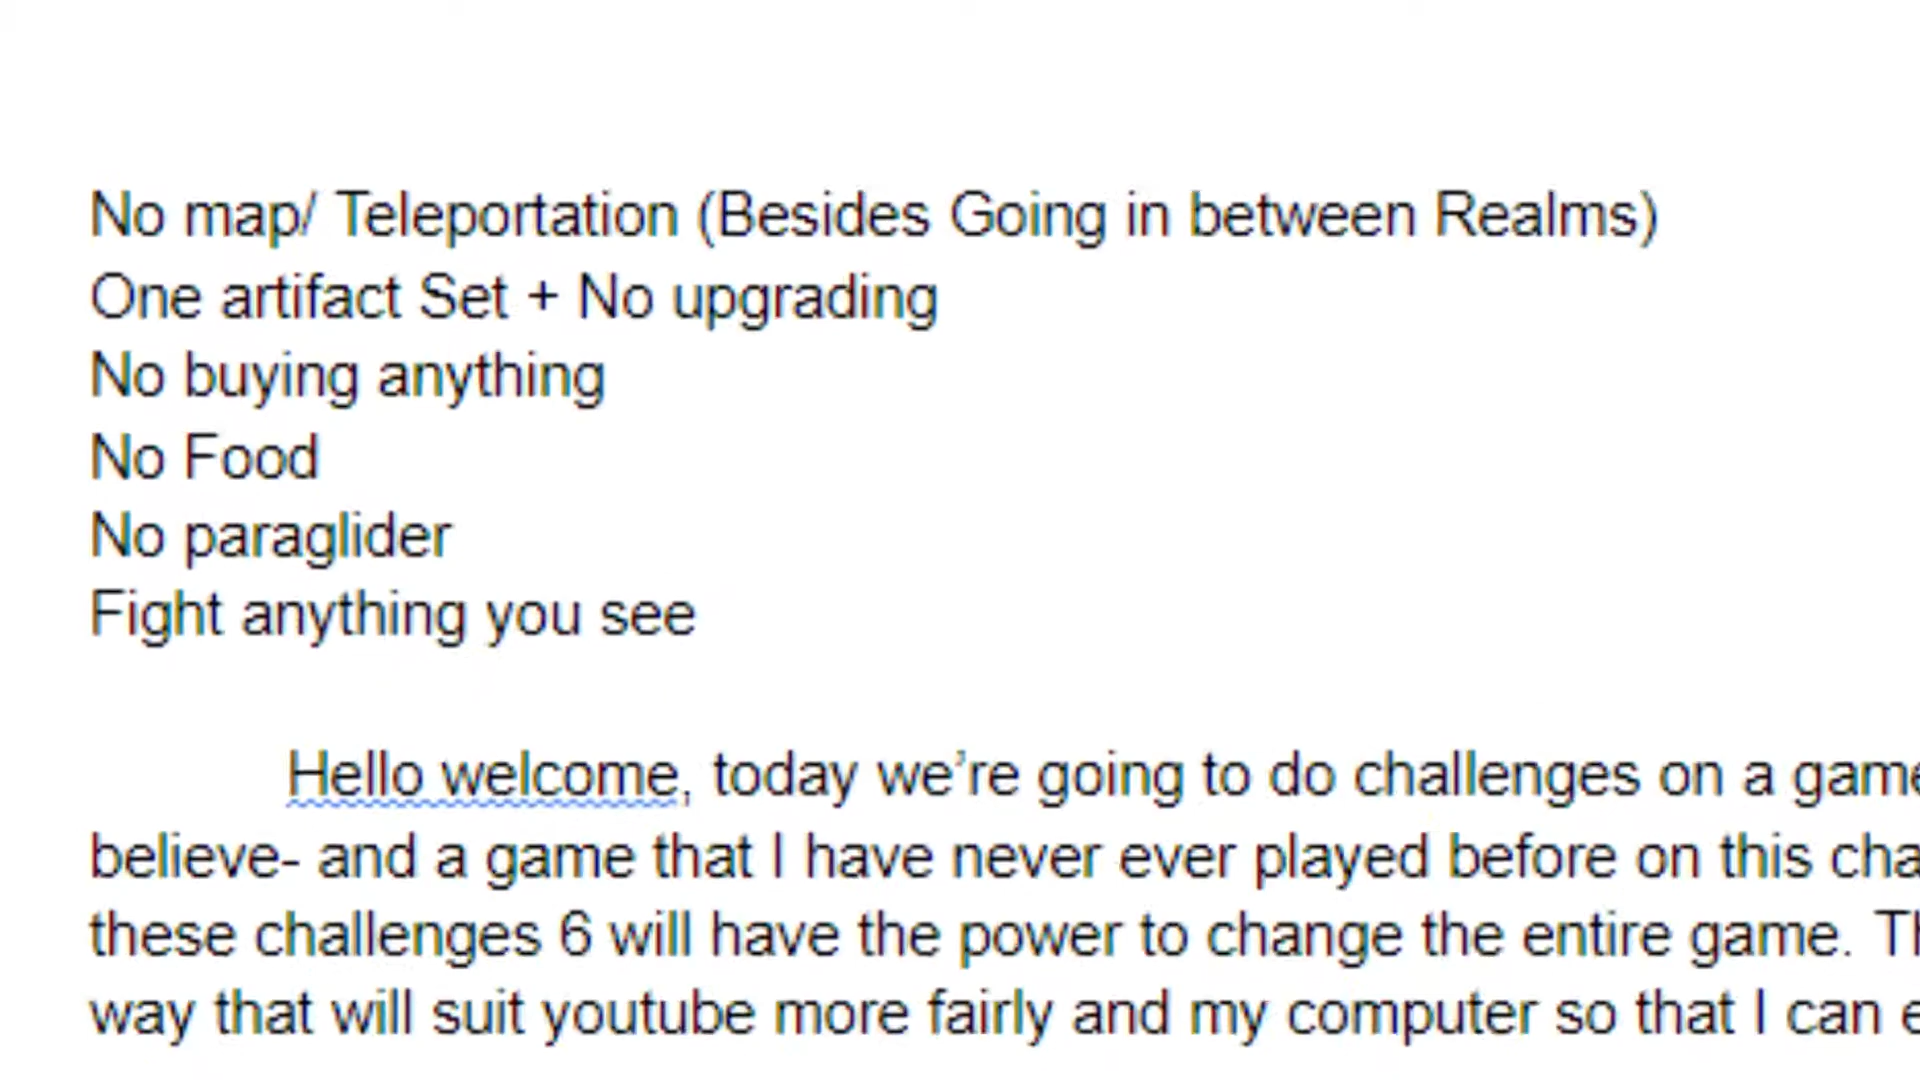 No map/ Teleportation (Besides Going in between Realms)
One artifact Set + No upgrading
No buying anything
No Food
No paraglider
Fight anything you see
Hello welcome, today we're going to do challenges on a game
believe- and a game that I have never ever played before on this cha
these challenges 6 will have the power to change the entire game. Th
way that will suit youtube more fairly and my computer so that I can e